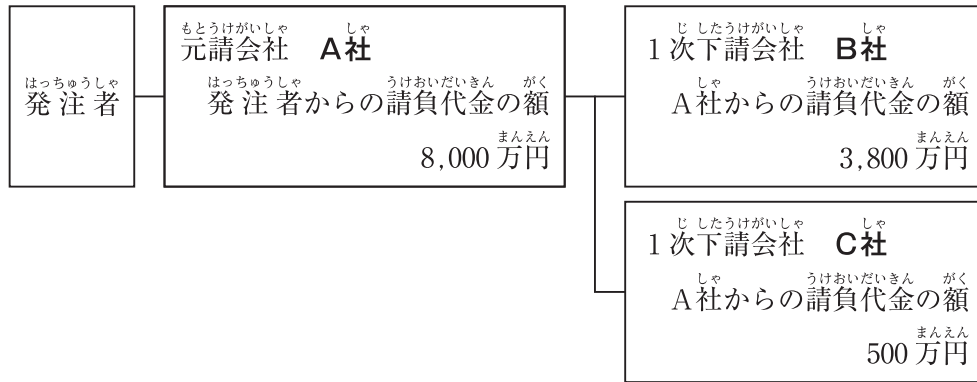 はっちゅうしゃ
発注者
もとうけがいしゃ しゃ
元請会社 A社
はっちゅうしゃ うけおいだいきん がく
発注者からの請負代金の額
まんえん
8,000万円
じ したうけがいしゃ しゃ
1次下請会社 B社
しゃ うけおいだいきん がく
A社からの請負代金の額
まんえん
3,800万円
じ したうけがいしゃ しゃ
1次下請会社 C社
しゃ うけおいだいきん がく
A社からの請負代金の額
まんえん
500万円